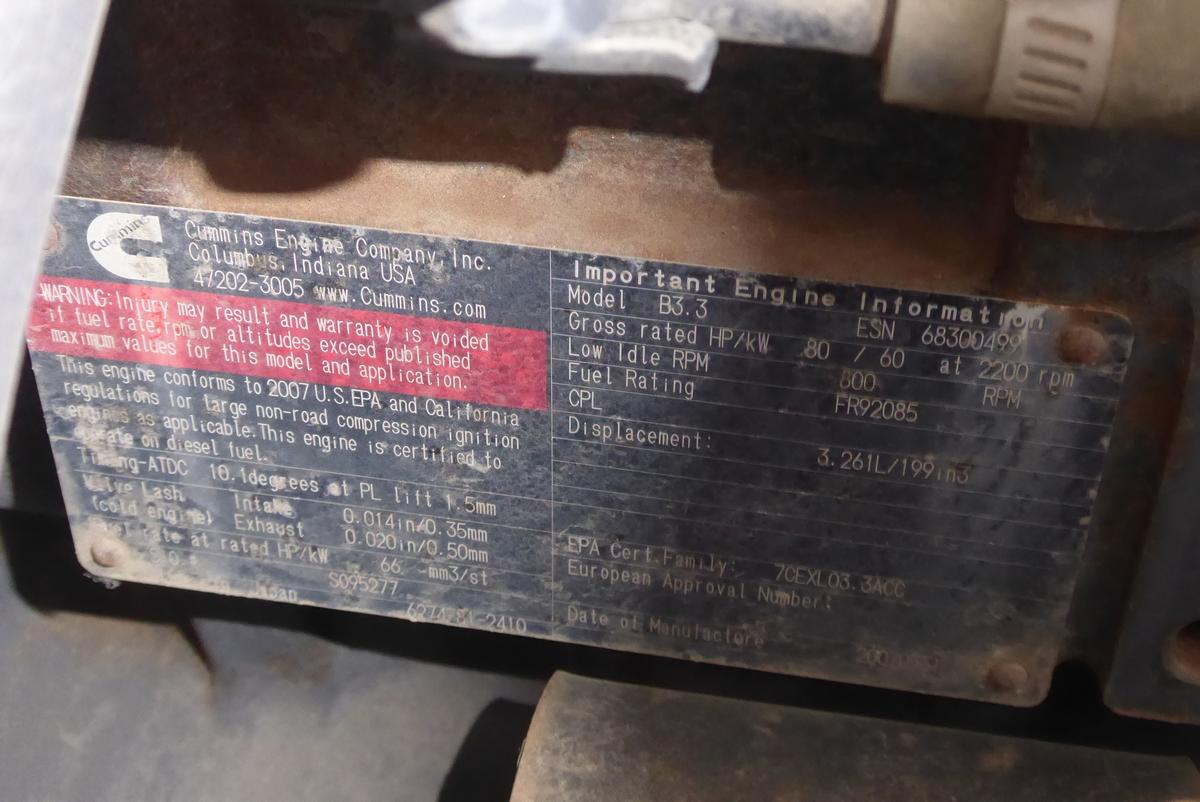 Cummins
Cummins Engine Company, Inc.
Columbus, Indiana USA
47202-3005 www.Cummins.com
WARNING: Injury may result and warranty is voided
if fuel rate, rpm or altitudes exceed published
maximum values for this model and application.
This engine conforms to 2007 U.S.EPA and California
regulations for large non-road compression ignition
engines as applicable. This engine is certified to
operate on diesel fuel.
Timing-ATDC 10.1degrees at PL lift 1.5mm
Valve Lash Intake 0.014in/0.35mm
(cold engine) Exhaust 0.020in/0.50mm
Fuel rate at rated HP/kW 66 mm3/st
S.O.# S095277
Japan 6274-81-2410
Important Engine Information
Model B3.3 ESN 68300499
Gross rated HP/kW 80 / 60 at 2200 rpm
Low Idle RPM 800 RPM
Fuel Rating FR92085
CPL
Displacement: 3.261L/199in3
EPA Cert.Family: 7CEXL03.3ACC
European Approval Number:
Date of Manufactore